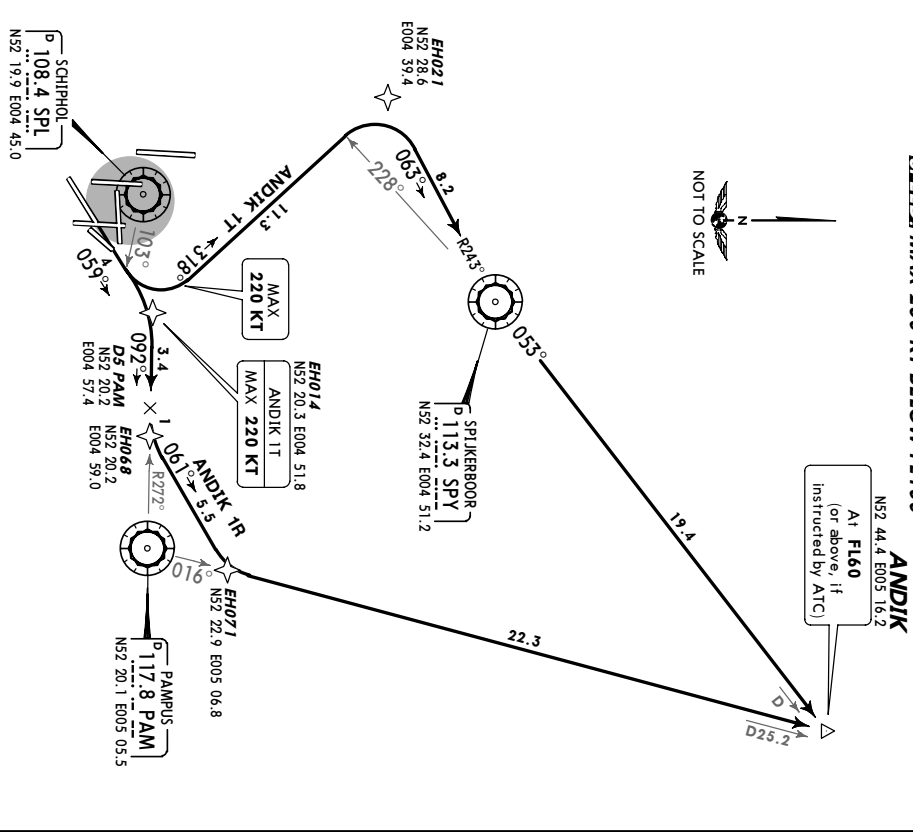 ANDIK
N52 44.4 E005 16.2
At FL60
(or above, if
instructed by ATC)
NOT TO SCALE
N
EH021
N52 28.6
E004 39.4
063°
8.2
228°
R243°
053°
SPIJKERBOOR
D 113.3 SPY
N52 32.4 E004 51.2
19.4
D
D25.2
22.3
ANDIK 1T
11.3
318°
MAX
220 KT
EH014
N52 20.3 E004 51.8
ANDIK 1T
MAX 220 KT
SCHIPHOL
D 108.4 SPL
N52 19.9 E004 45.0
103°
4
059°
3.4
092°
D5 PAM
N52 20.2
E004 57.4
1
EH068
N52 20.2
E004 59.0
ANDIK 1R
061°
5.5
R272°
016°
EH071
N52 22.9 E005 06.8
PAMPUS
D 117.8 PAM
N52 20.1 E005 05.5